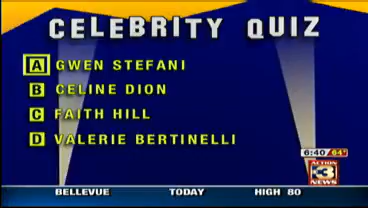 CELEBRITY QUIZ
A GWEN STEFANI
B CELINE DION
C FAITH HILL
D VALERIE BERTINELLI
6:40 64°
ACTION
3
NEWS
BELLEVUE TODAY HIGH 80